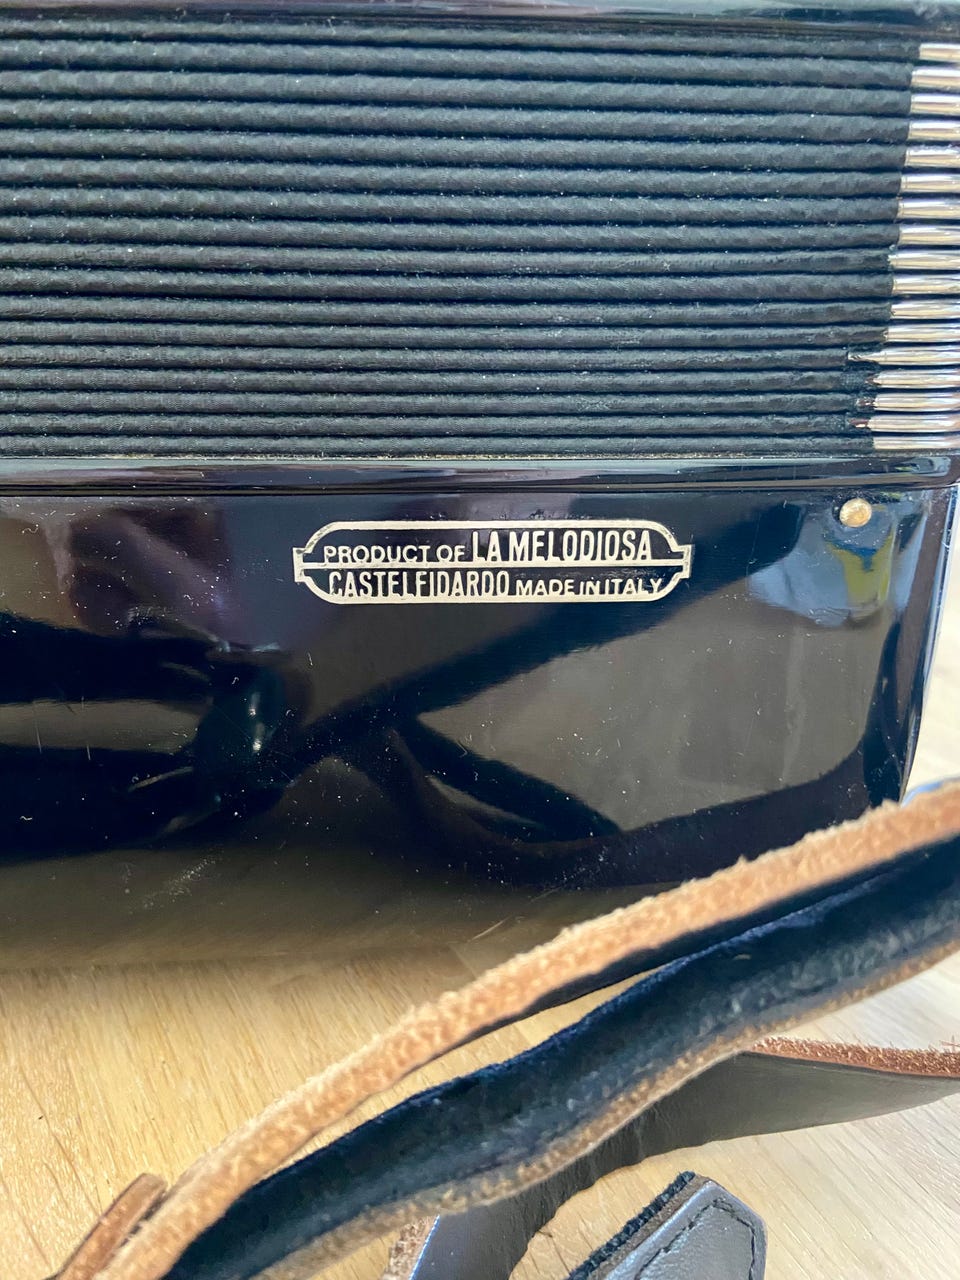 PRODUCT OF LA MELODIOSA
CASTELFIDARDO MADE IN ITALY